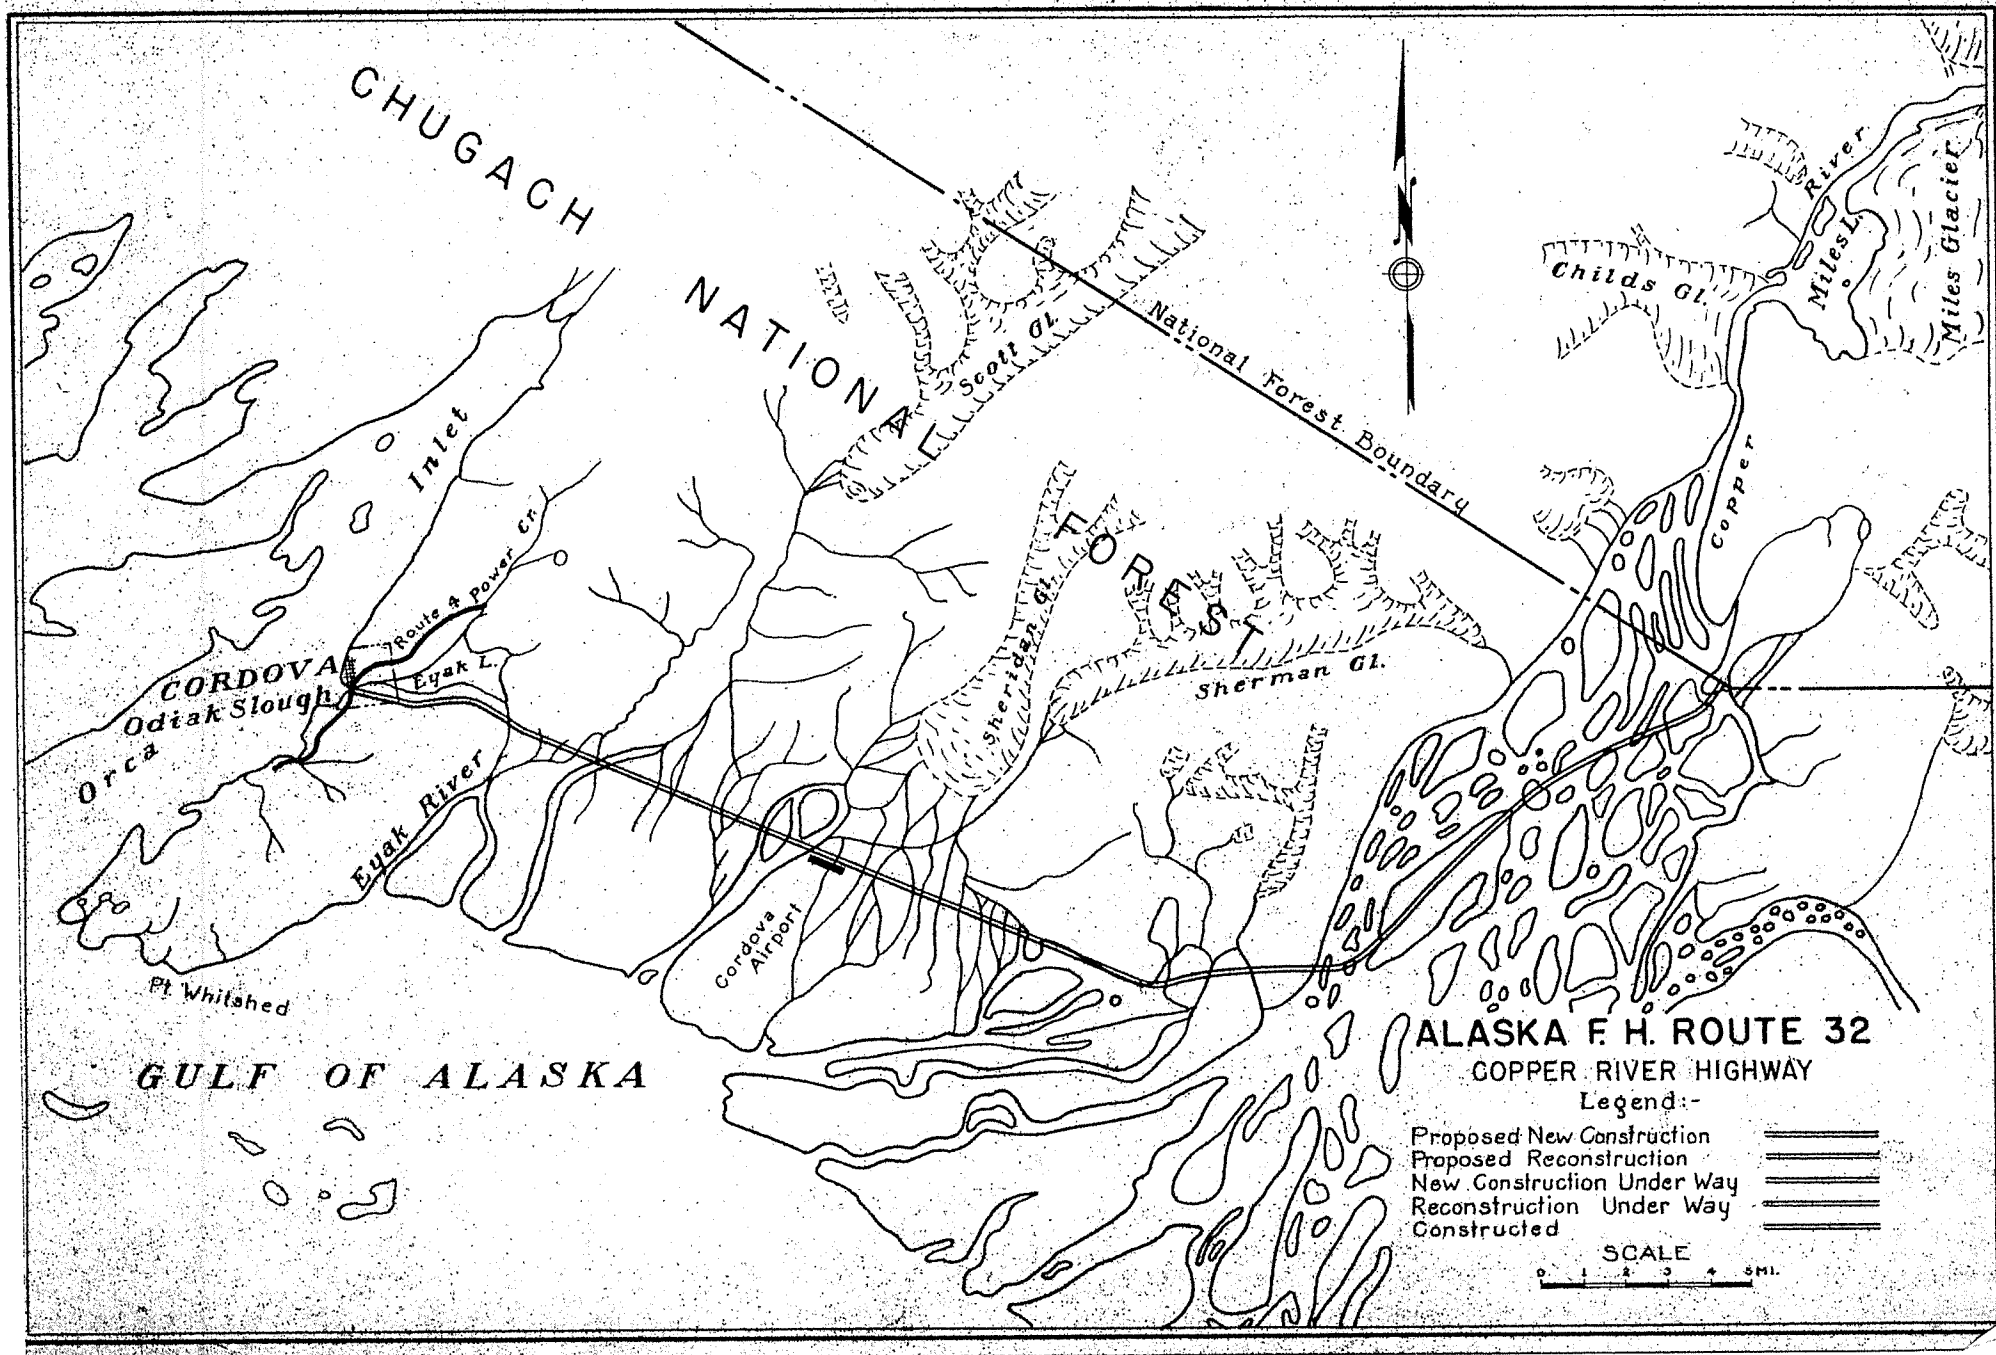 CHUGACH
NATIONAL
FOREST
National Forest Boundary
River
Miles L.
Miles Glacier
Childs Gl.
Copper
Scott Gl.
Sheridan Gl.
Sherman Gl.
Inlet
Route 4 Power Cr.
Eyak L.
CORDOVA
Odiak Slough
Orca
Eyak River
Cordova
Airport
Pt. Whitshed
GULF OF ALASKA
N
ALASKA F. H. ROUTE 32
COPPER RIVER HIGHWAY
Legend:-
Proposed New Construction
Proposed Reconstruction
New Construction Under Way
Reconstruction Under Way
Constructed
SCALE
0 1 2 3 4 5 MI.